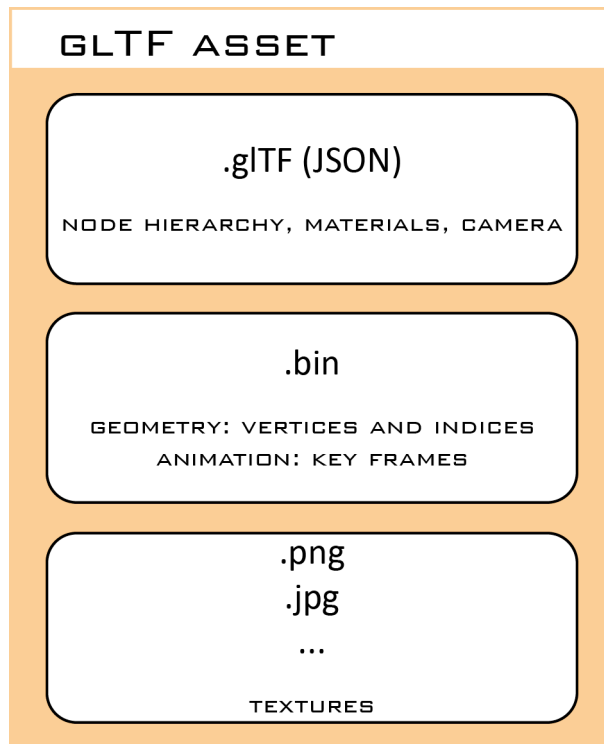 glTF ASSET
.glTF (JSON)
NODE HIERARCHY, MATERIALS, CAMERA
.bin
GEOMETRY: VERTICES AND INDICES
ANIMATION: KEY FRAMES
.png
.jpg
...
TEXTURES